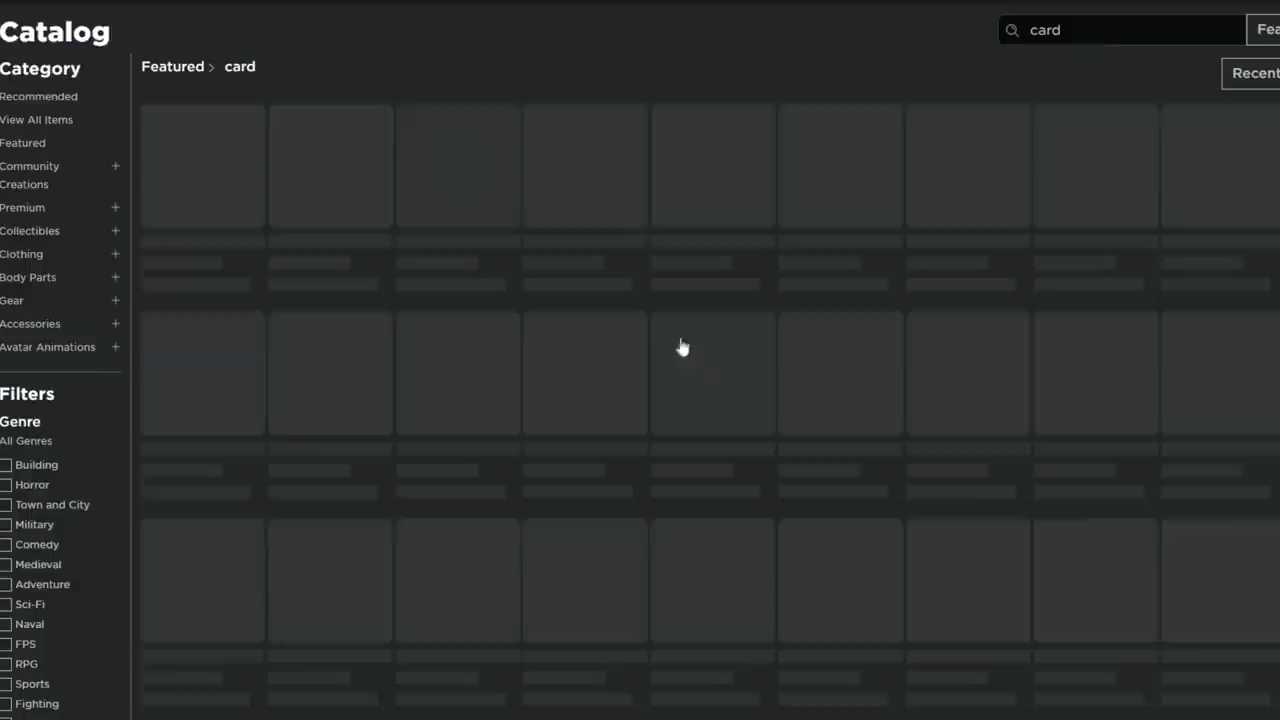 Catalog
card
Fea
Category
Featured > card
Recent
Recommended
View All Items
Featured
Community +
Creations
Premium +
Collectibles +
Clothing +
Body Parts +
Gear +
Accessories +
Avatar Animations +
Filters
Genre
All Genres
Building
Horror
Town and City
Military
Comedy
Medieval
Adventure
Sci-Fi
Naval
FPS
RPG
Sports
Fighting